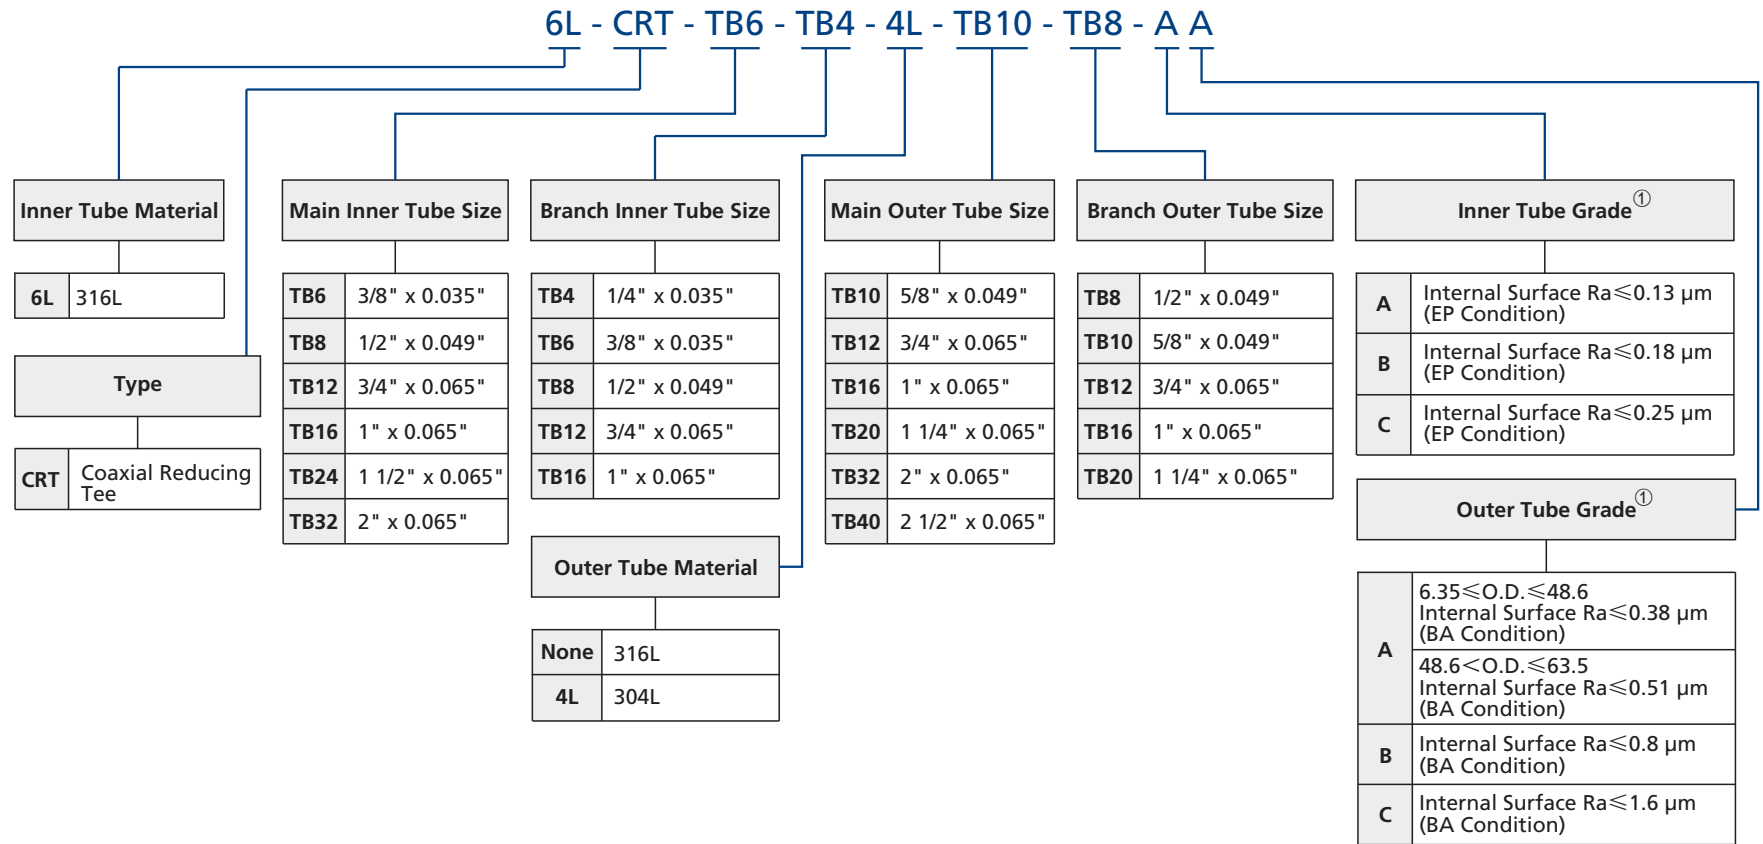 6L - CRT - TB6 - TB4 - 4L - TB10 - TB8 - A A
Inner Tube Material
6L 316L
Type
CRT Coaxial Reducing
Tee
Main Inner Tube Size
TB6 3/8" x 0.035"
TB8 1/2" x 0.049"
TB12 3/4" x 0.065"
TB16 1" x 0.065"
TB24 1 1/2" x 0.065"
TB32 2" x 0.065"
Branch Inner Tube Size
TB4 1/4" x 0.035"
TB6 3/8" x 0.035"
TB8 1/2" x 0.049"
TB12 3/4" x 0.065"
TB16 1" x 0.065"
Outer Tube Material
None 316L
4L 304L
Main Outer Tube Size
TB10 5/8" x 0.049"
TB12 3/4" x 0.065"
TB16 1" x 0.065"
TB20 1 1/4" x 0.065"
TB32 2" x 0.065"
TB40 2 1/2" x 0.065"
Branch Outer Tube Size
TB8 1/2" x 0.049"
TB10 5/8" x 0.049"
TB12 3/4" x 0.065"
TB16 1" x 0.065"
TB20 1 1/4" x 0.065"
Inner Tube Grade①
A Internal Surface Ra≤0.13 μm
(EP Condition)
B Internal Surface Ra≤0.18 μm
(EP Condition)
C Internal Surface Ra≤0.25 μm
(EP Condition)
Outer Tube Grade①
A
6.35≤O.D.≤48.6
Internal Surface Ra≤0.38 μm
(BA Condition)
48.6<O.D.≤63.5
Internal Surface Ra≤0.51 μm
(BA Condition)
B Internal Surface Ra≤0.8 μm
(BA Condition)
C Internal Surface Ra≤1.6 μm
(BA Condition)